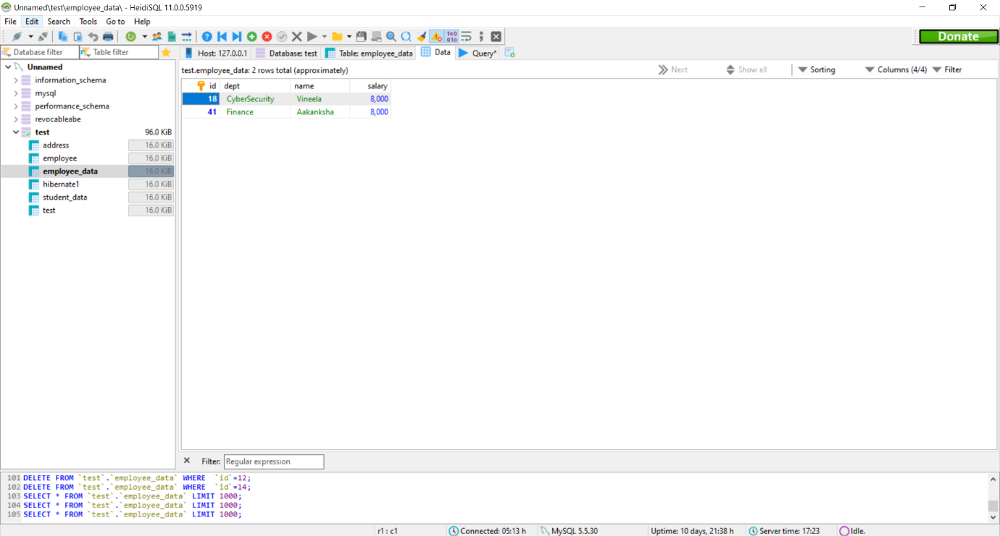 Unnamed\test\employee_data\ - HeidiSQL 11.0.0.5919
File Edit Search Tools Go to Help
Donate
Database filter Table filter Host: 127.0.0.1 Database: test Table: employee_data Data Query*
Unnamed
information_schema
mysql
performance_schema
revocableabe
test 96.0 KiB
address 16.0 KiB
employee 16.0 KiB
employee_data 16.0 KiB
hibernate1 16.0 KiB
student_data 16.0 KiB
test 16.0 KiB
test.employee_data: 2 rows total (approximately) Next Show all Sorting Columns (4/4) Filter
id dept name salary
18 CyberSecurity Vineela 8,000
41 Finance Aakanksha 8,000
Filter: Regular expression
101 DELETE FROM `test`.`employee_data` WHERE `id`=12;
102 DELETE FROM `test`.`employee_data` WHERE `id`=14;
103 SELECT * FROM `test`.`employee_data` LIMIT 1000;
104 SELECT * FROM `test`.`employee_data` LIMIT 1000;
105 SELECT * FROM `test`.`employee_data` LIMIT 1000;
r1 : c1 Connected: 05:13 h MySQL 5.5.30 Uptime: 10 days, 21:38 h Server time: 17:23 Idle.